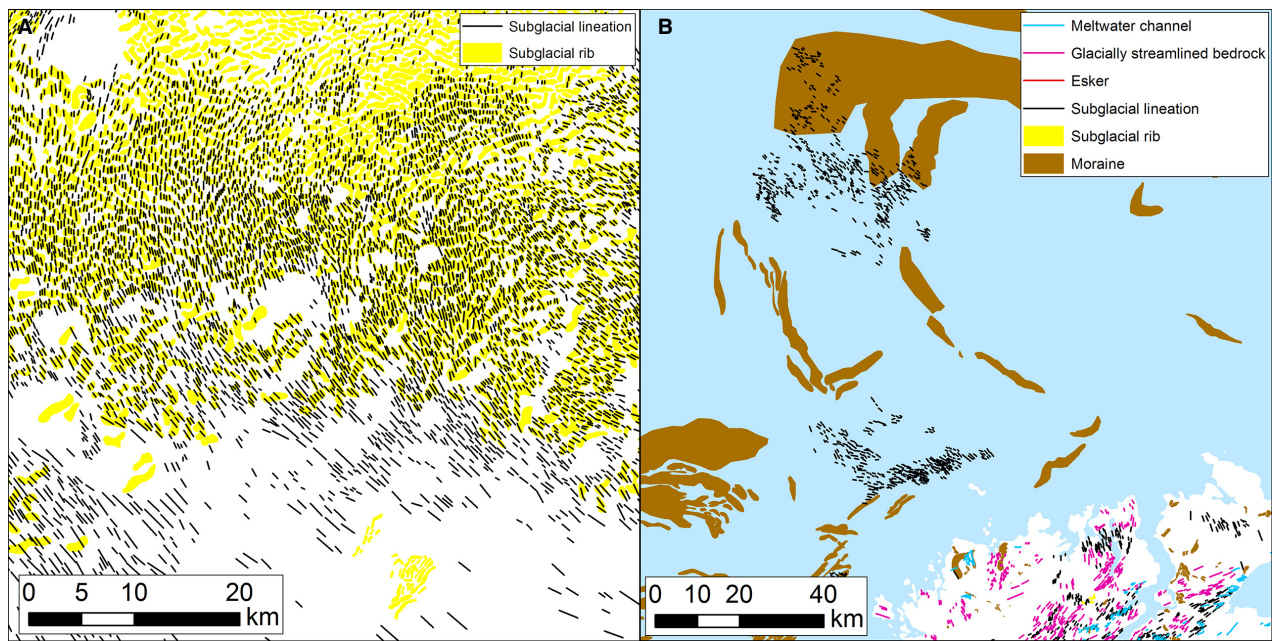 A
Subglacial lineation
Subglacial rib
0 5 10 20
km
B
Meltwater channel
Glacially streamlined bedrock
Esker
Subglacial lineation
Subglacial rib
Moraine
0 10 20 40
km